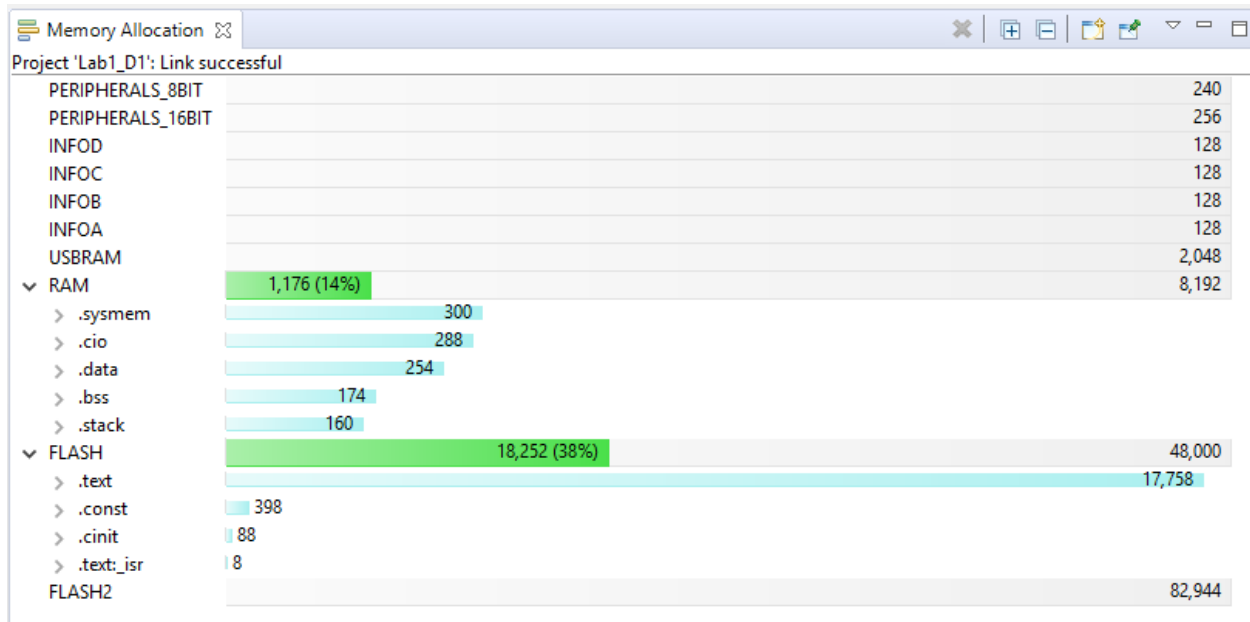 Memory Allocation
Project 'Lab1_D1': Link successful
PERIPHERALS_8BIT 240
PERIPHERALS_16BIT 256
INFOD 128
INFOC 128
INFOB 128
INFOA 128
USBRAM 2,048
RAM 1,176 (14%) 8,192
.sysmem 300
.cio 288
.data 254
.bss 174
.stack 160
FLASH 18,252 (38%) 48,000
.text 17,758
.const 398
.cinit 88
.text:_isr 8
FLASH2 82,944